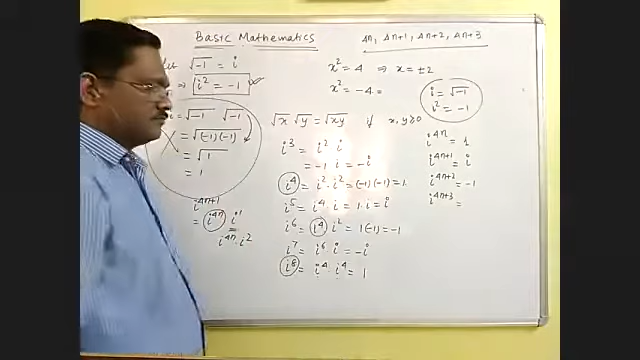 Basic Mathematics
4n, 4n+1, 4n+2, 4n+3
√-1 = i
⇒ i² = -1
= √-1 √-1
= √(-1)(-1)
= √1
= 1
i⁴ⁿ⁺¹
= i⁴ⁿ i¹
i⁴ⁿ · i²
x² = 4 ⇒ x = ±2
x² = -4 =
√x √y = √xy if x, y ≥ 0
i³ = i² i
= -1 i = -i
i⁴ = i² · i² = (-1)(-1) = 1
i⁵ = i⁴ · i = 1 · i = i
i⁶ = i⁴ i² = 1(-1) = -1
i⁷ = i⁶ · i = -i
i⁸ = i⁴ · i⁴ = 1
i = √-1
i² = -1
i⁴ⁿ = 1
i⁴ⁿ⁺¹ = i
i⁴ⁿ⁺² = -1
i⁴ⁿ⁺³ =